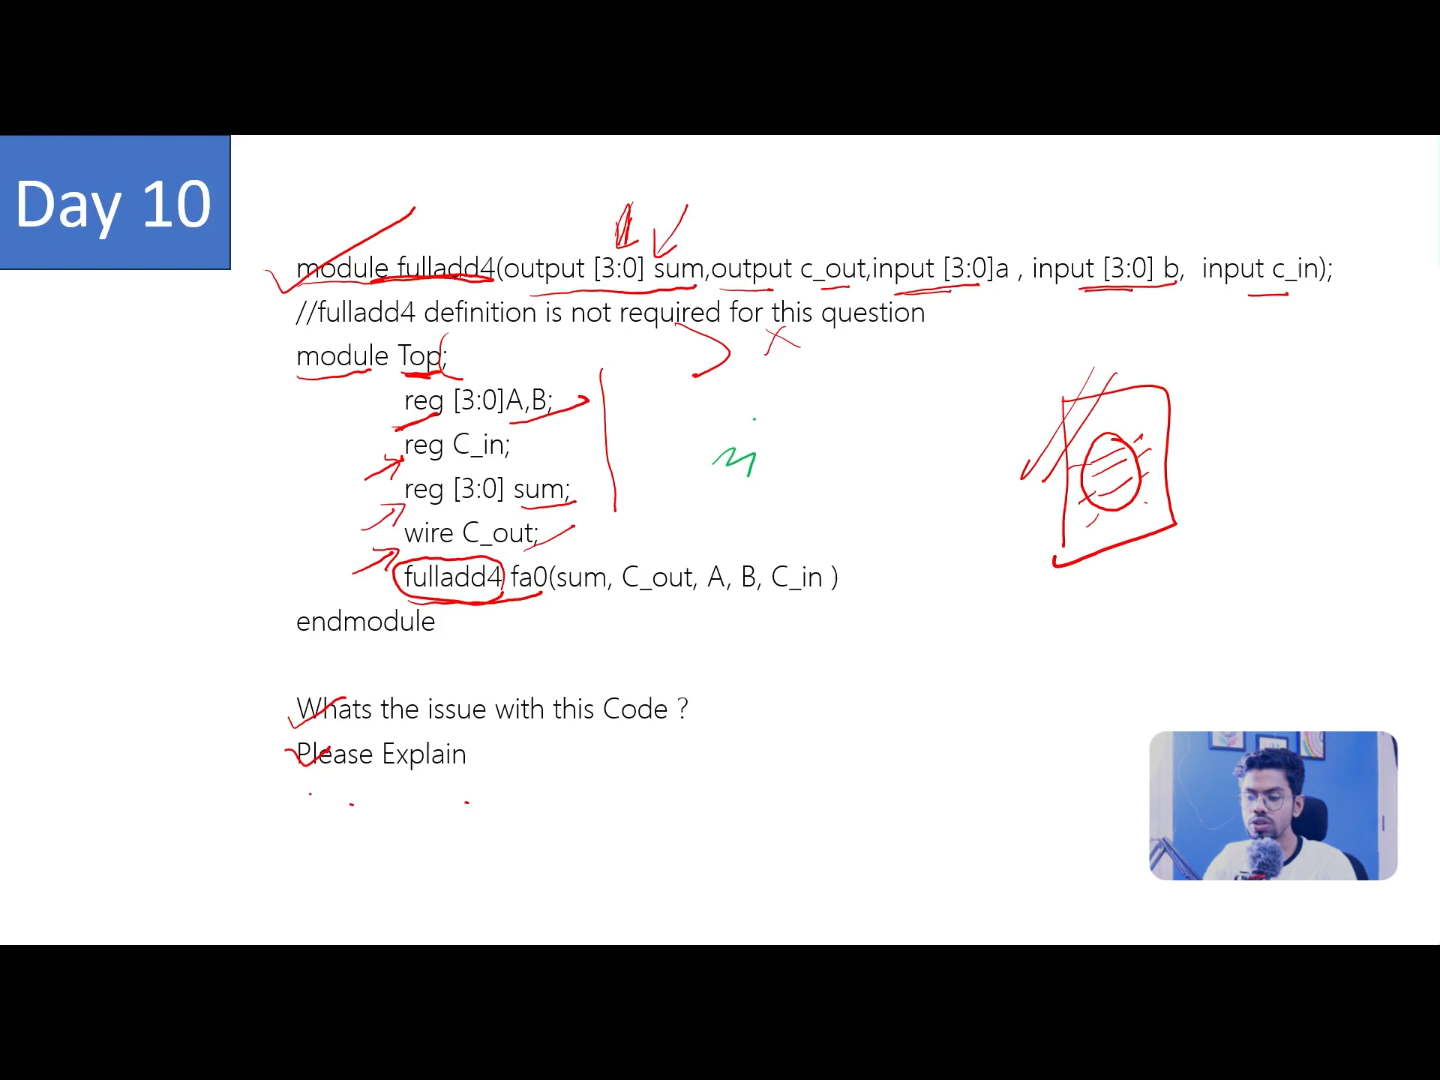 Day 10
module fulladd4(output [3:0] sum,output c_out,input [3:0]a , input [3:0] b, input c_in);
//fulladd4 definition is not required for this question
module Top;
reg [3:0]A,B;
reg C_in;
reg [3:0] sum;
wire C_out;
fulladd4 fa0(sum, C_out, A, B, C_in )
endmodule
Whats the issue with this Code ?
Please Explain